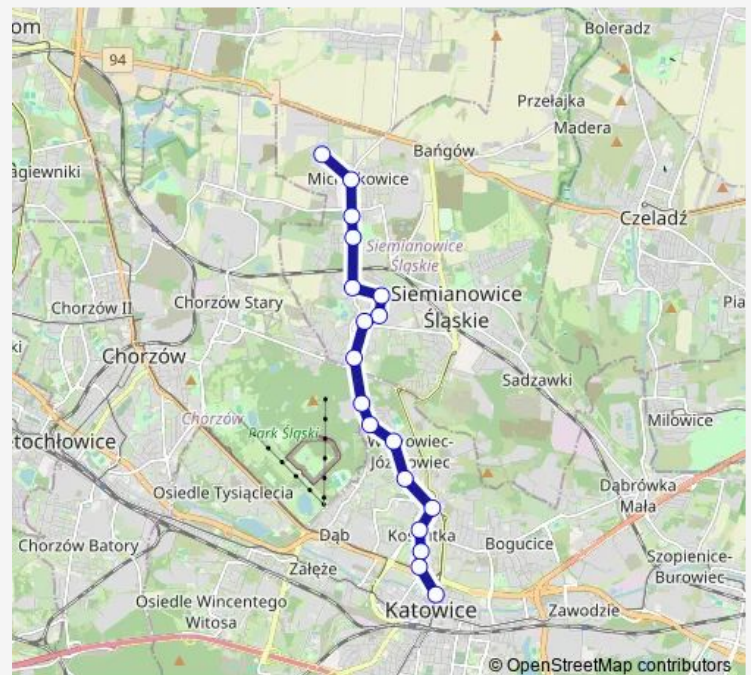 om
94
Boleradz
Przełajka
Madera
agiewniki
Bańgów
Czeladź
Siemianowice
Śląskie
Siemianowice
Śląskie
Chorzów II
Chorzów Stary
Pia
ki
Chorzów
Sadzawki
Chorzów
Milowice
Park Śląski
ętochłowice
Osiedle Tysiąclecia
Dąbrówka
Mała
Dąb
Chorzów Batory
Bogucice
Załęże
Szopienice-
Burowiec
Osiedle Wincentego
Witosa
Katowice
Zawodzie
© OpenStreetMap contributors